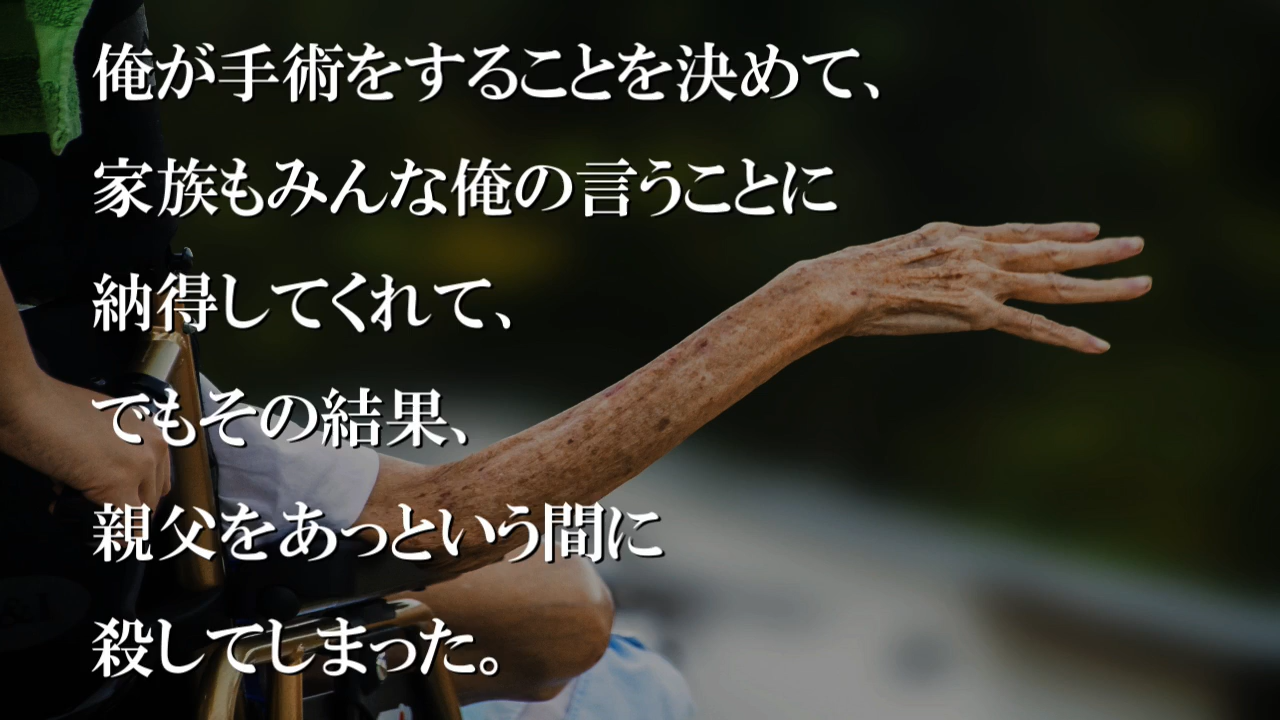 俺が手術をすることを決めて、
家族もみんな俺の言うことに
納得してくれて、
でもその結果、
親父をあっという間に
殺してしまった。